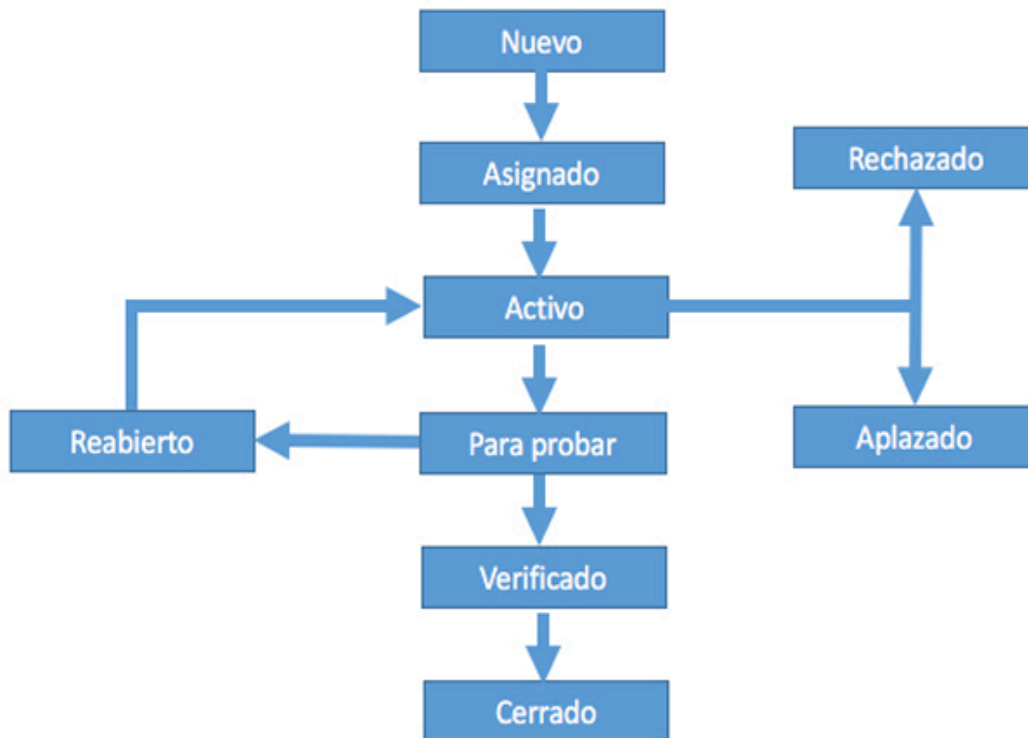 Nuevo
Asignado
Rechazado
Activo
Reabierto
Para probar
Aplazado
Verificado
Cerrado